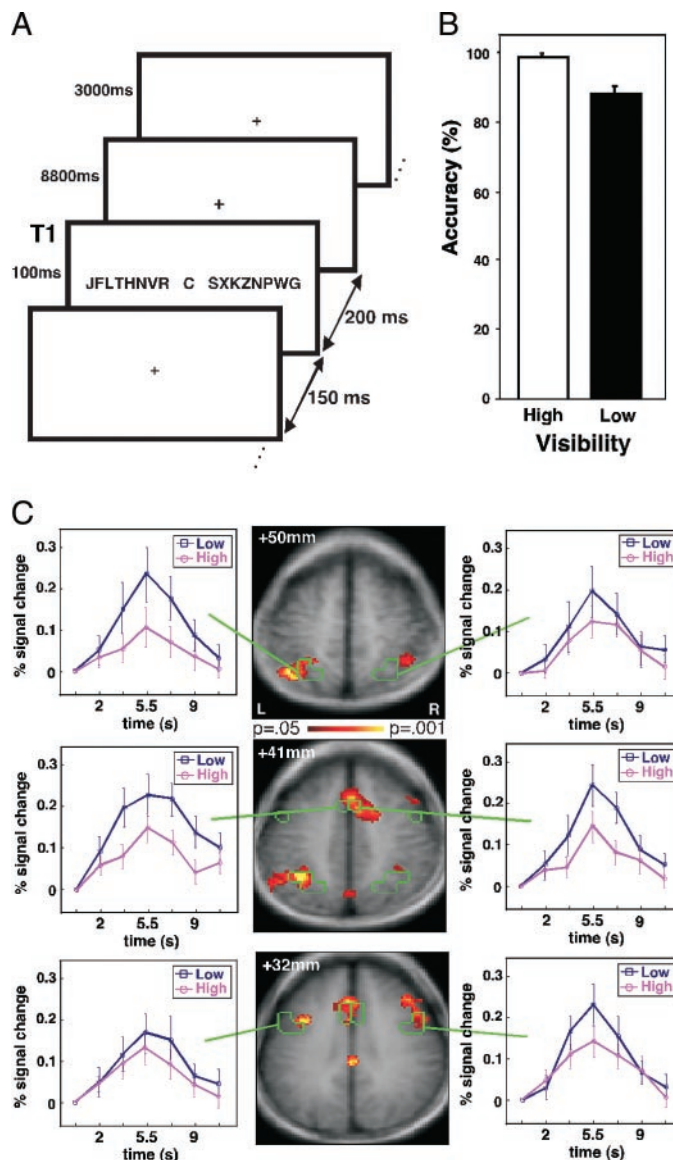 A
3000ms
+
8800ms
+
T1
100ms
JFLTHNVR C SXKZNPWG
200 ms
+
150 ms
B
100
80
60
40
20
0
Accuracy (%)
High Low
Visibility
C
0.3
0.2
0.1
0
% signal change
Low
High
2 5.5 9
time (s)
+50mm
L R
0.3
0.2
0.1
0
% signal change
Low
High
2 5.5 9
time (s)
p=.05 p=.001
0.3
0.2
0.1
0
% signal change
Low
High
2 5.5 9
time (s)
+41mm
0.3
0.2
0.1
0
% signal change
Low
High
2 5.5 9
time (s)
0.3
0.2
0.1
0
% signal change
Low
High
2 5.5 9
time (s)
+32mm
0.3
0.2
0.1
0
% signal change
Low
High
2 5.5 9
time (s)